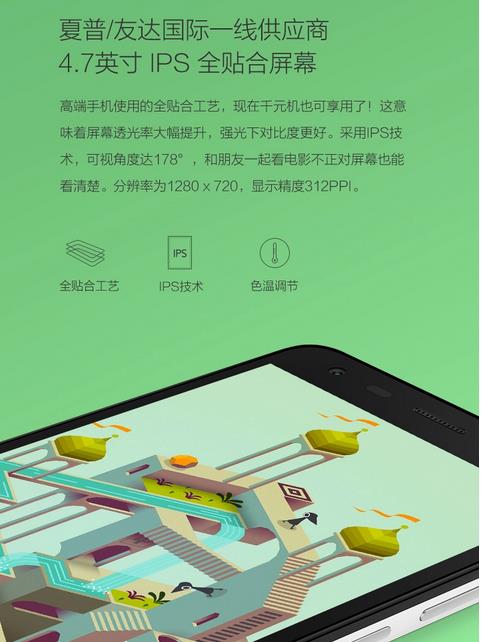 夏普/友达国际一线供应商
4.7英寸 IPS 全贴合屏幕
高端手机使用的全贴合工艺，现在千元机也可享用了！这意
味着屏幕透光率大幅提升，强光下对比度更好。采用IPS技
术，可视角度达178°，和朋友一起看电影不正对屏幕也能
看清楚。分辨率为1280 x 720，显示精度312PPI。
IPS
全贴合工艺 IPS技术 色温调节